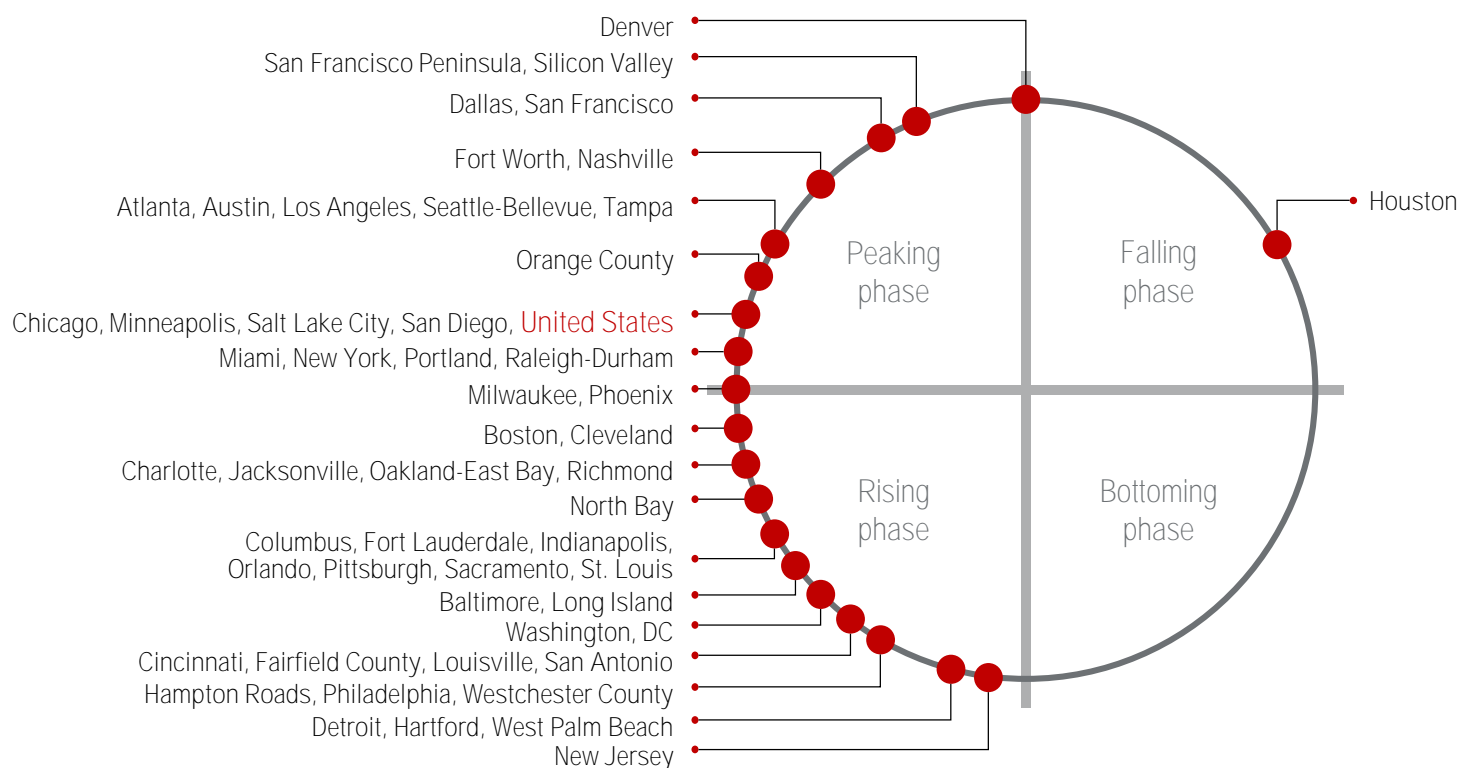 Denver
San Francisco Peninsula, Silicon Valley
Dallas, San Francisco
Fort Worth, Nashville
Atlanta, Austin, Los Angeles, Seattle-Bellevue, Tampa
Orange County
Chicago, Minneapolis, Salt Lake City, San Diego, United States
Miami, New York, Portland, Raleigh-Durham
Milwaukee, Phoenix
Boston, Cleveland
Charlotte, Jacksonville, Oakland-East Bay, Richmond
North Bay
Columbus, Fort Lauderdale, Indianapolis,
Orlando, Pittsburgh, Sacramento, St. Louis
Baltimore, Long Island
Washington, DC
Cincinnati, Fairfield County, Louisville, San Antonio
Hampton Roads, Philadelphia, Westchester County
Detroit, Hartford, West Palm Beach
New Jersey
Peaking
phase
Falling
phase
Rising
phase
Bottoming
phase
Houston